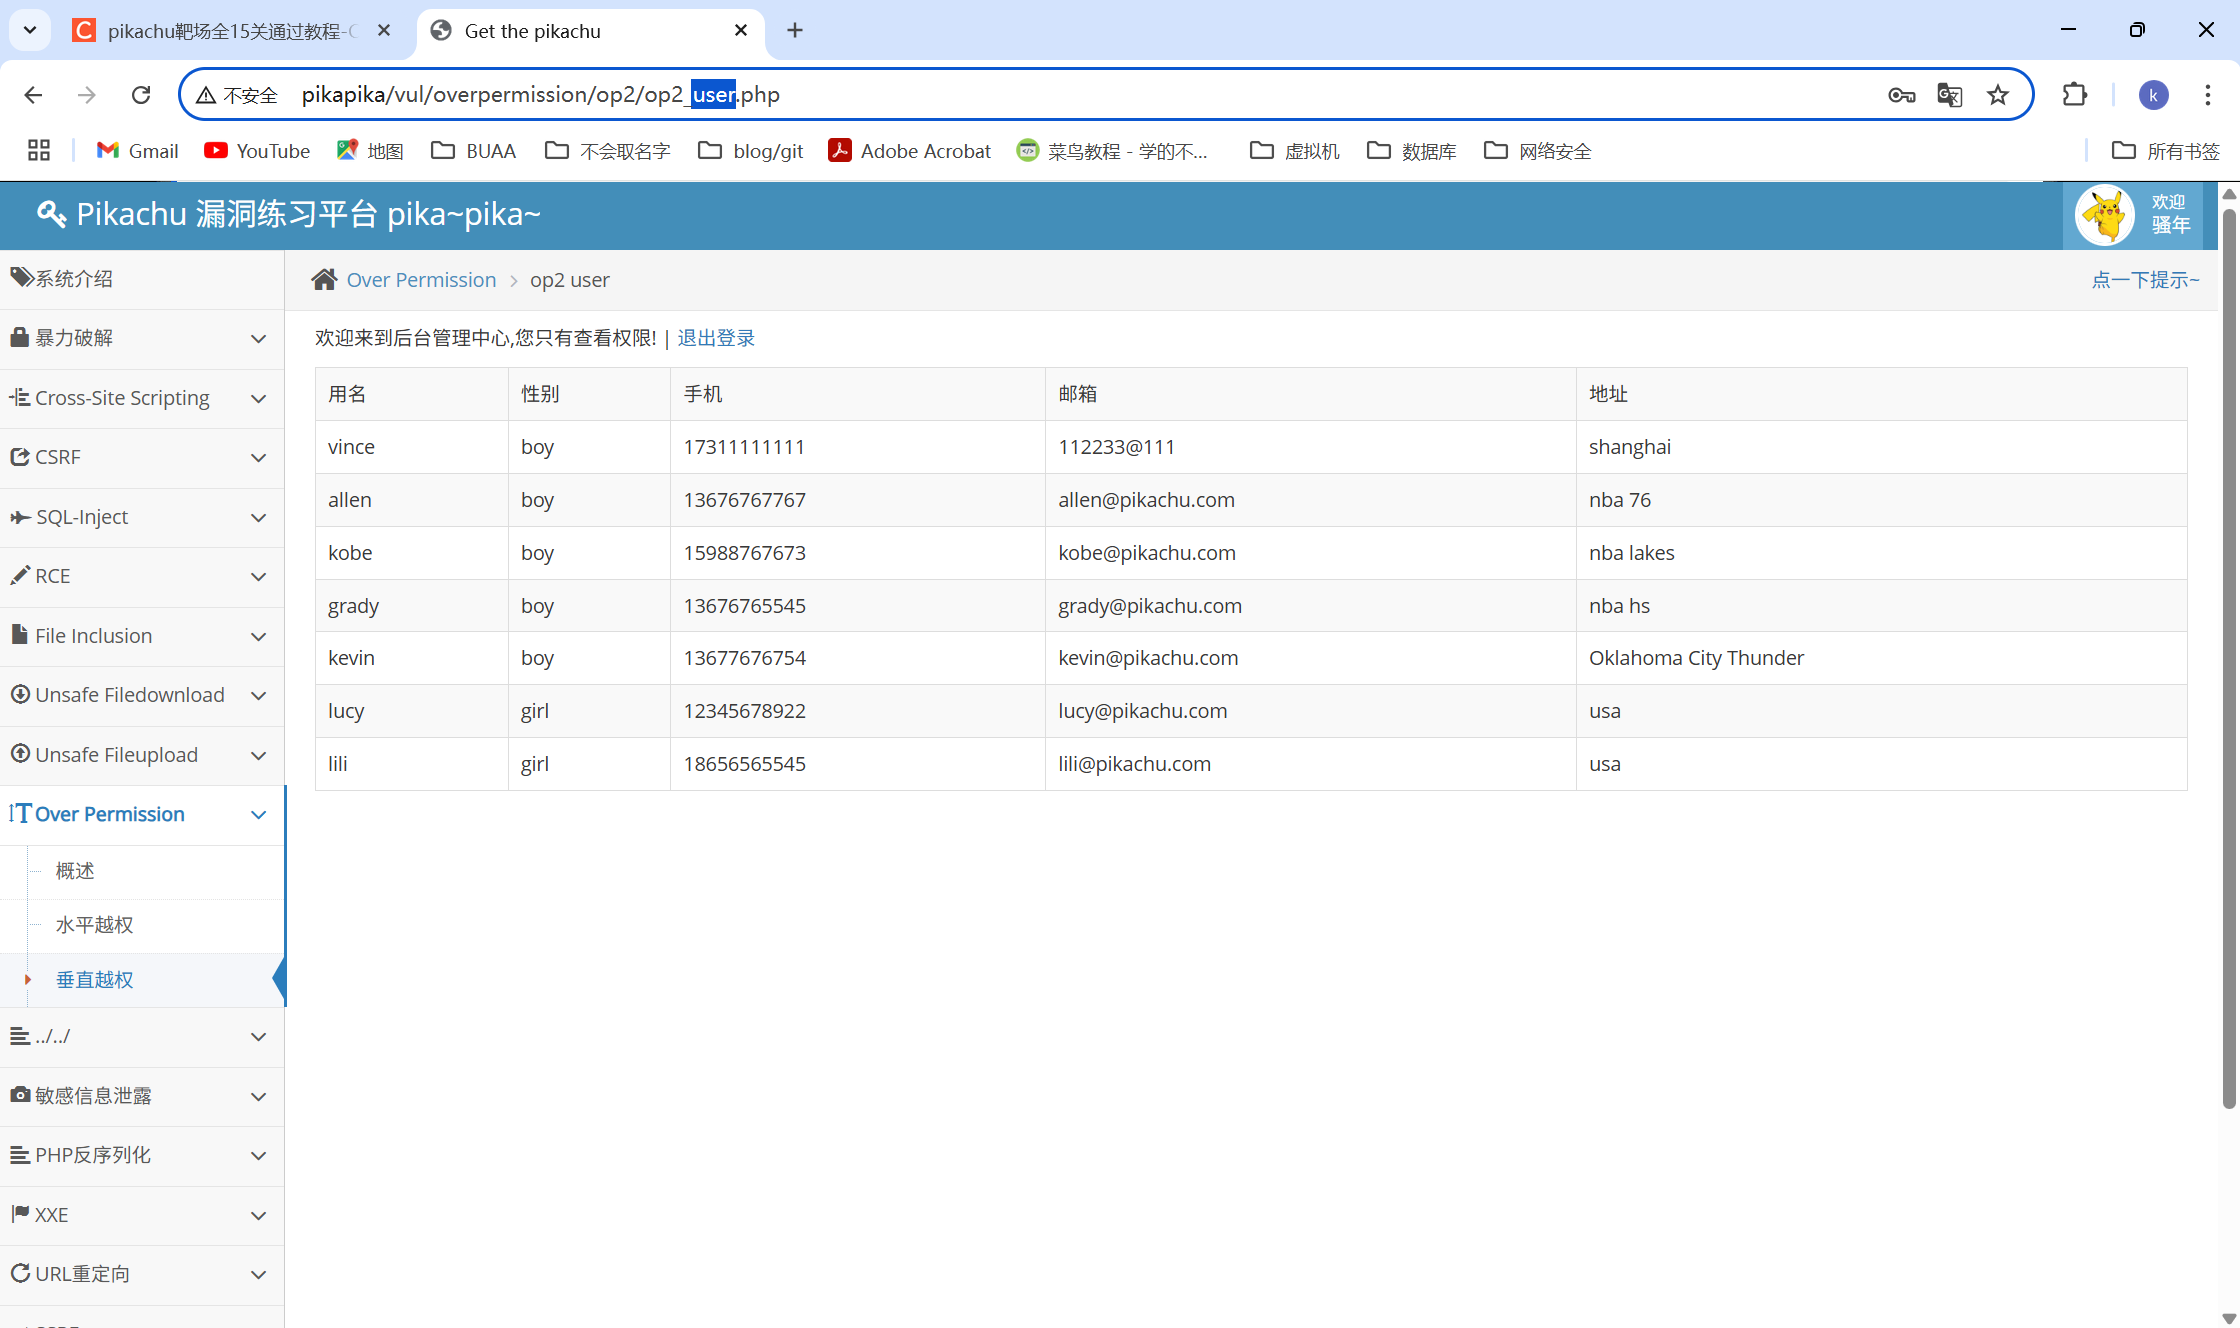 pikachu靶场全15关通过教程-C
Get the pikachu
不安全 pikapika/vul/overpermission/op2/op2_user.php
k
Gmail YouTube 地图 BUAA 不会取名字 blog/git Adobe Acrobat 菜鸟教程 - 学的不... 虚拟机 数据库 网络安全 所有书签
Pikachu 漏洞练习平台 pika~pika~
欢迎
骚年
系统介绍
暴力破解
Cross-Site Scripting
CSRF
SQL-Inject
RCE
File Inclusion
Unsafe Filedownload
Unsafe Fileupload
Over Permission
概述
水平越权
垂直越权
../../
敏感信息泄露
PHP反序列化
XXE
URL重定向
Over Permission > op2 user
点一下提示~
欢迎来到后台管理中心,您只有查看权限! | 退出登录
用名 性别 手机 邮箱 地址
vince boy 17311111111 112233@111 shanghai
allen boy 13676767767 allen@pikachu.com nba 76
kobe boy 15988767673 kobe@pikachu.com nba lakes
grady boy 13676765545 grady@pikachu.com nba hs
kevin boy 13677676754 kevin@pikachu.com Oklahoma City Thunder
lucy girl 12345678922 lucy@pikachu.com usa
lili girl 18656565545 lili@pikachu.com usa